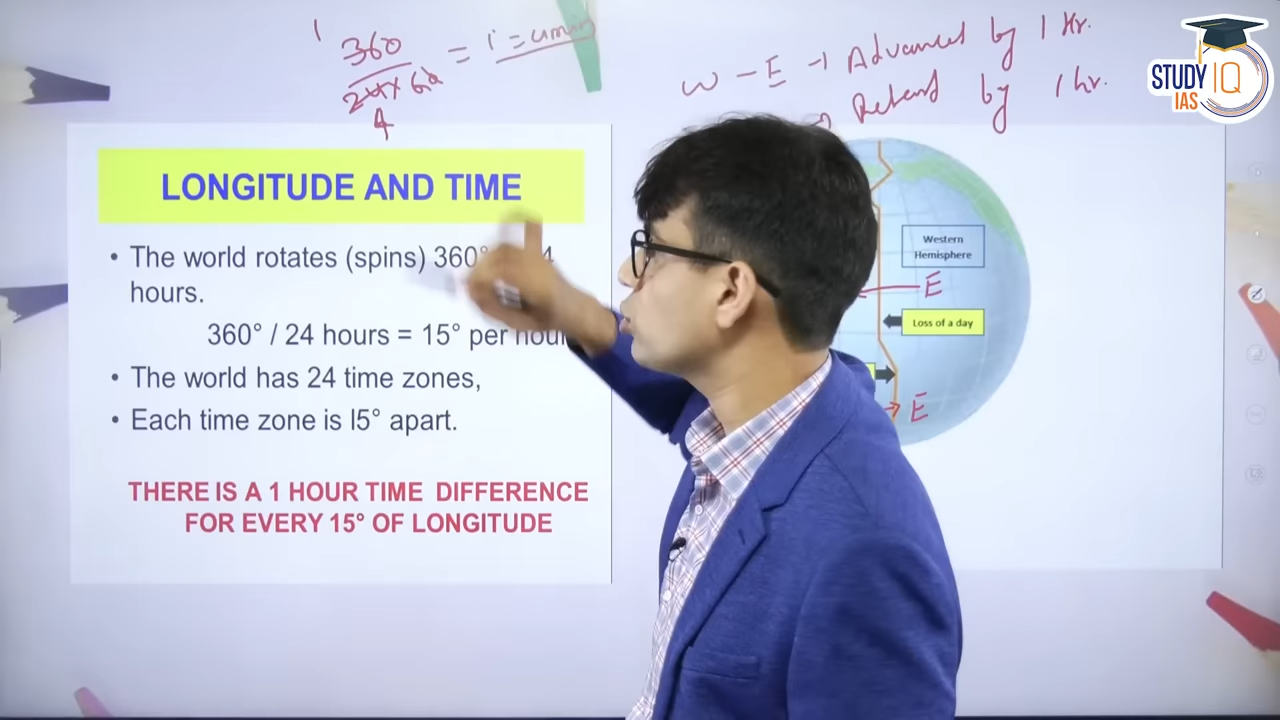 360
24 x 60
4
= 1 = 4min
W - E → Advanced by 1 Hr.
→ Retard by 1 hr.
STUDY IQ
IAS
LONGITUDE AND TIME
• The world rotates (spins) 360° 4
hours.
360° / 24 hours = 15° per hour
• The world has 24 time zones,
• Each time zone is l5° apart.
THERE IS A 1 HOUR TIME DIFFERENCE
FOR EVERY 15° OF LONGITUDE
Western
Hemisphere
E
Loss of a day
E